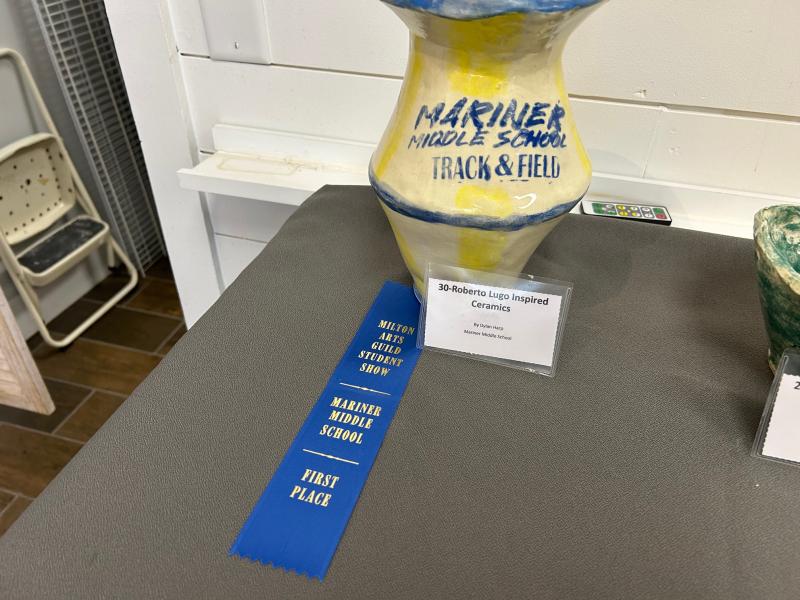 MARINER
MIDDLE SCHOOL
TRACK & FIELD
30-Roberto Lugo Inspired
Ceramics
Mariner Middle School
MILTON
ARTS
GUILD
STUDENT
SHOW
MARINER
MIDDLE
SCHOOL
FIRST
PLACE
2